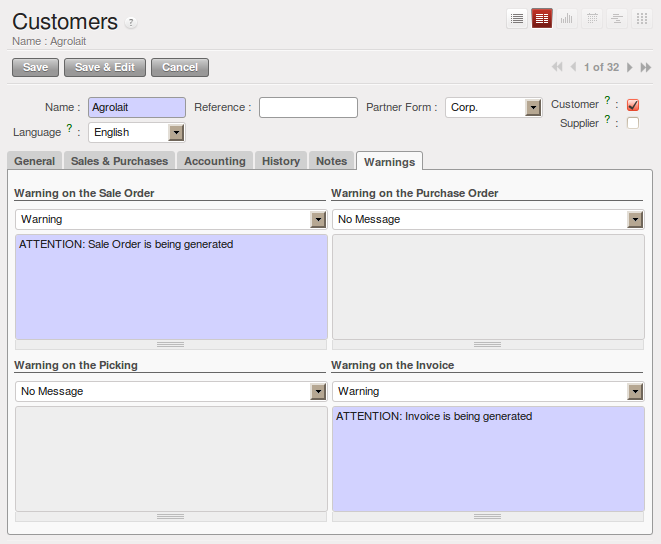 Customers ?
Name : Agrolait
Save Save & Edit Cancel 1 of 32
Name : Agrolait Reference : Partner Form : Corp. Customer ? :
Language ? : English Supplier ? :
General Sales & Purchases Accounting History Notes Warnings
Warning on the Sale Order Warning on the Purchase Order
Warning No Message
ATTENTION: Sale Order is being generated
Warning on the Picking Warning on the Invoice
No Message Warning
ATTENTION: Invoice is being generated